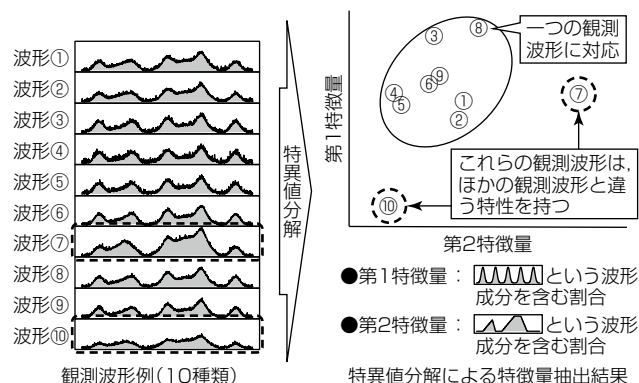 波形①
波形②
波形③
波形④
波形⑤
波形⑥
波形⑦
波形⑧
波形⑨
波形⑩
観測波形例(10種類)
特異値分解
第1特徴量
③
⑧
一つの観測
波形に対応
⑨
⑥
④
⑤
①
②
⑦
これらの観測波形は,
ほかの観測波形と違
う特性を持つ
⑩
第2特徴量
●第1特徴量：という波形
成分を含む割合
●第2特徴量：という波形
成分を含む割合
特異値分解による特徴量抽出結果